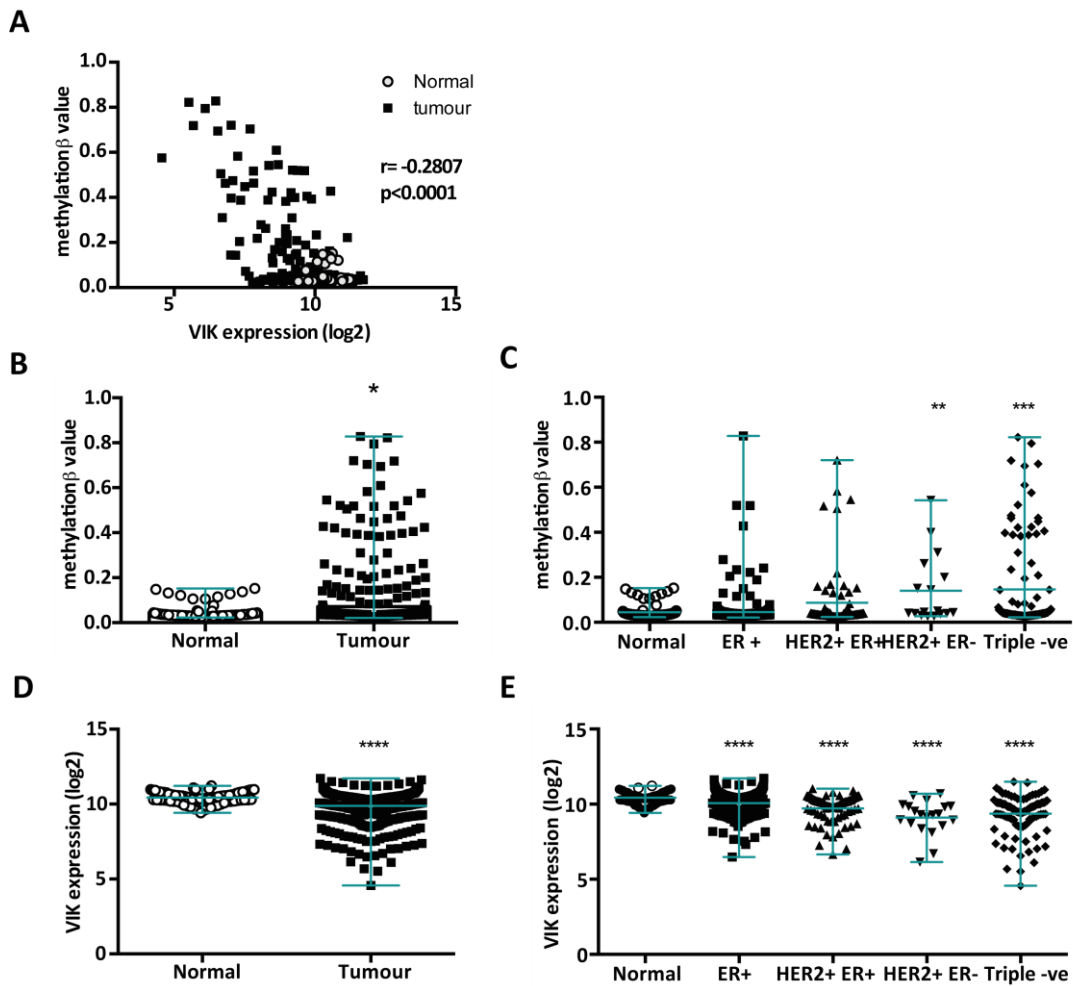 A
methylationβ value
1.0
0.8
0.6
0.4
0.2
0.0
5
10
15
VIK expression (log2)
Normal
tumour
r= -0.2807
p<0.0001
B
methylationβ value
1.0
0.8
0.6
0.4
0.2
0.0
*
Normal
Tumour
C
methylationβ value
1.0
0.8
0.6
0.4
0.2
0.0
**
***
Normal
ER +
HER2+ ER+
HER2+ ER-
Triple -ve
D
VIK expression (log2)
15
10
5
0
****
Normal
Tumour
E
VIK expression (log2)
15
10
5
0
****
****
****
****
Normal
ER+
HER2+ ER+
HER2+ ER-
Triple -ve